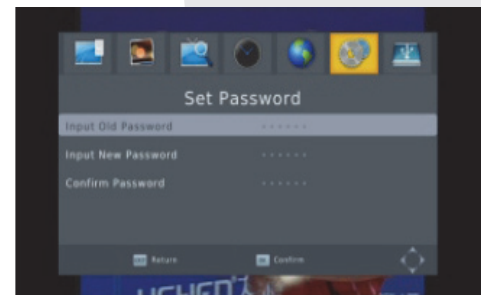 Set Password
Input Old Password ······
Input New Password ······
Confirm Password ······
Return Confirm